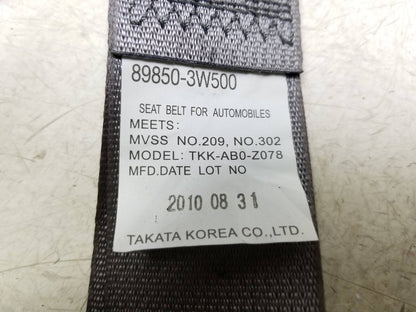 89850-3W500
SEAT BELT FOR AUTOMOBILES
MEETS:
MVSS NO.209, NO.302
MODEL: TKK-AB0-Z078
MFD.DATE LOT NO
2010 08 31
TAKATA KOREA CO.,LTD.